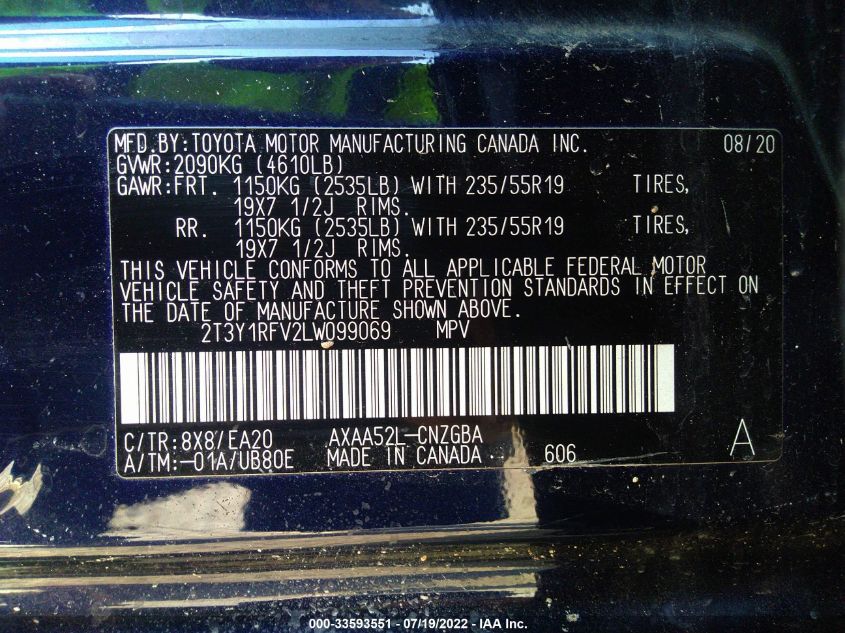 MFD.BY:TOYOTA MOTOR MANUFACTURING CANADA INC. 08/20
GVWR:2090KG (4610LB)
GAWR:FRT. 1150KG (2535LB) WITH 235/55R19 TIRES,
19X7 1/2J RIMS.
RR. 1150KG (2535LB) WITH 235/55R19 TIRES,
19X7 1/2J RIMS.
THIS VEHICLE CONFORMS TO ALL APPLICABLE FEDERAL MOTOR
VEHICLE SAFETY AND THEFT PREVENTION STANDARDS IN EFFECT ON
THE DATE OF MANUFACTURE SHOWN ABOVE.
2T3Y1RFV2LW099069 MPV
C/TR:8X8/EA20 AXAA52L-CNZGBA A
A/TM:-01A/UB80E MADE IN CANADA 606
000-33593551 - 07/19/2022 - IAA Inc.